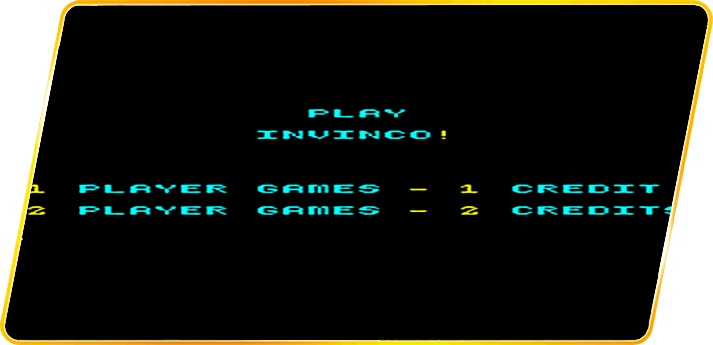 PLAY
INVINCO!
1 PLAYER GAMES - 1 CREDIT
2 PLAYER GAMES - 2 CREDITS